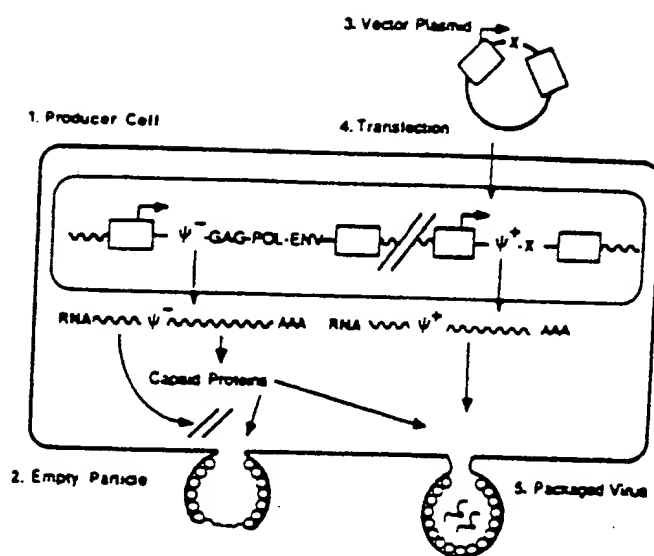 3. Vector Plasmid
X
1. Producer Cell
4. Transfection
ψ⁻-GAG-POL-ENV
ψ⁺-X
RNA ψ⁻ AAA
RNA ψ⁺ AAA
Capsid Proteins
2. Empty Particle
5. Packaged Virus